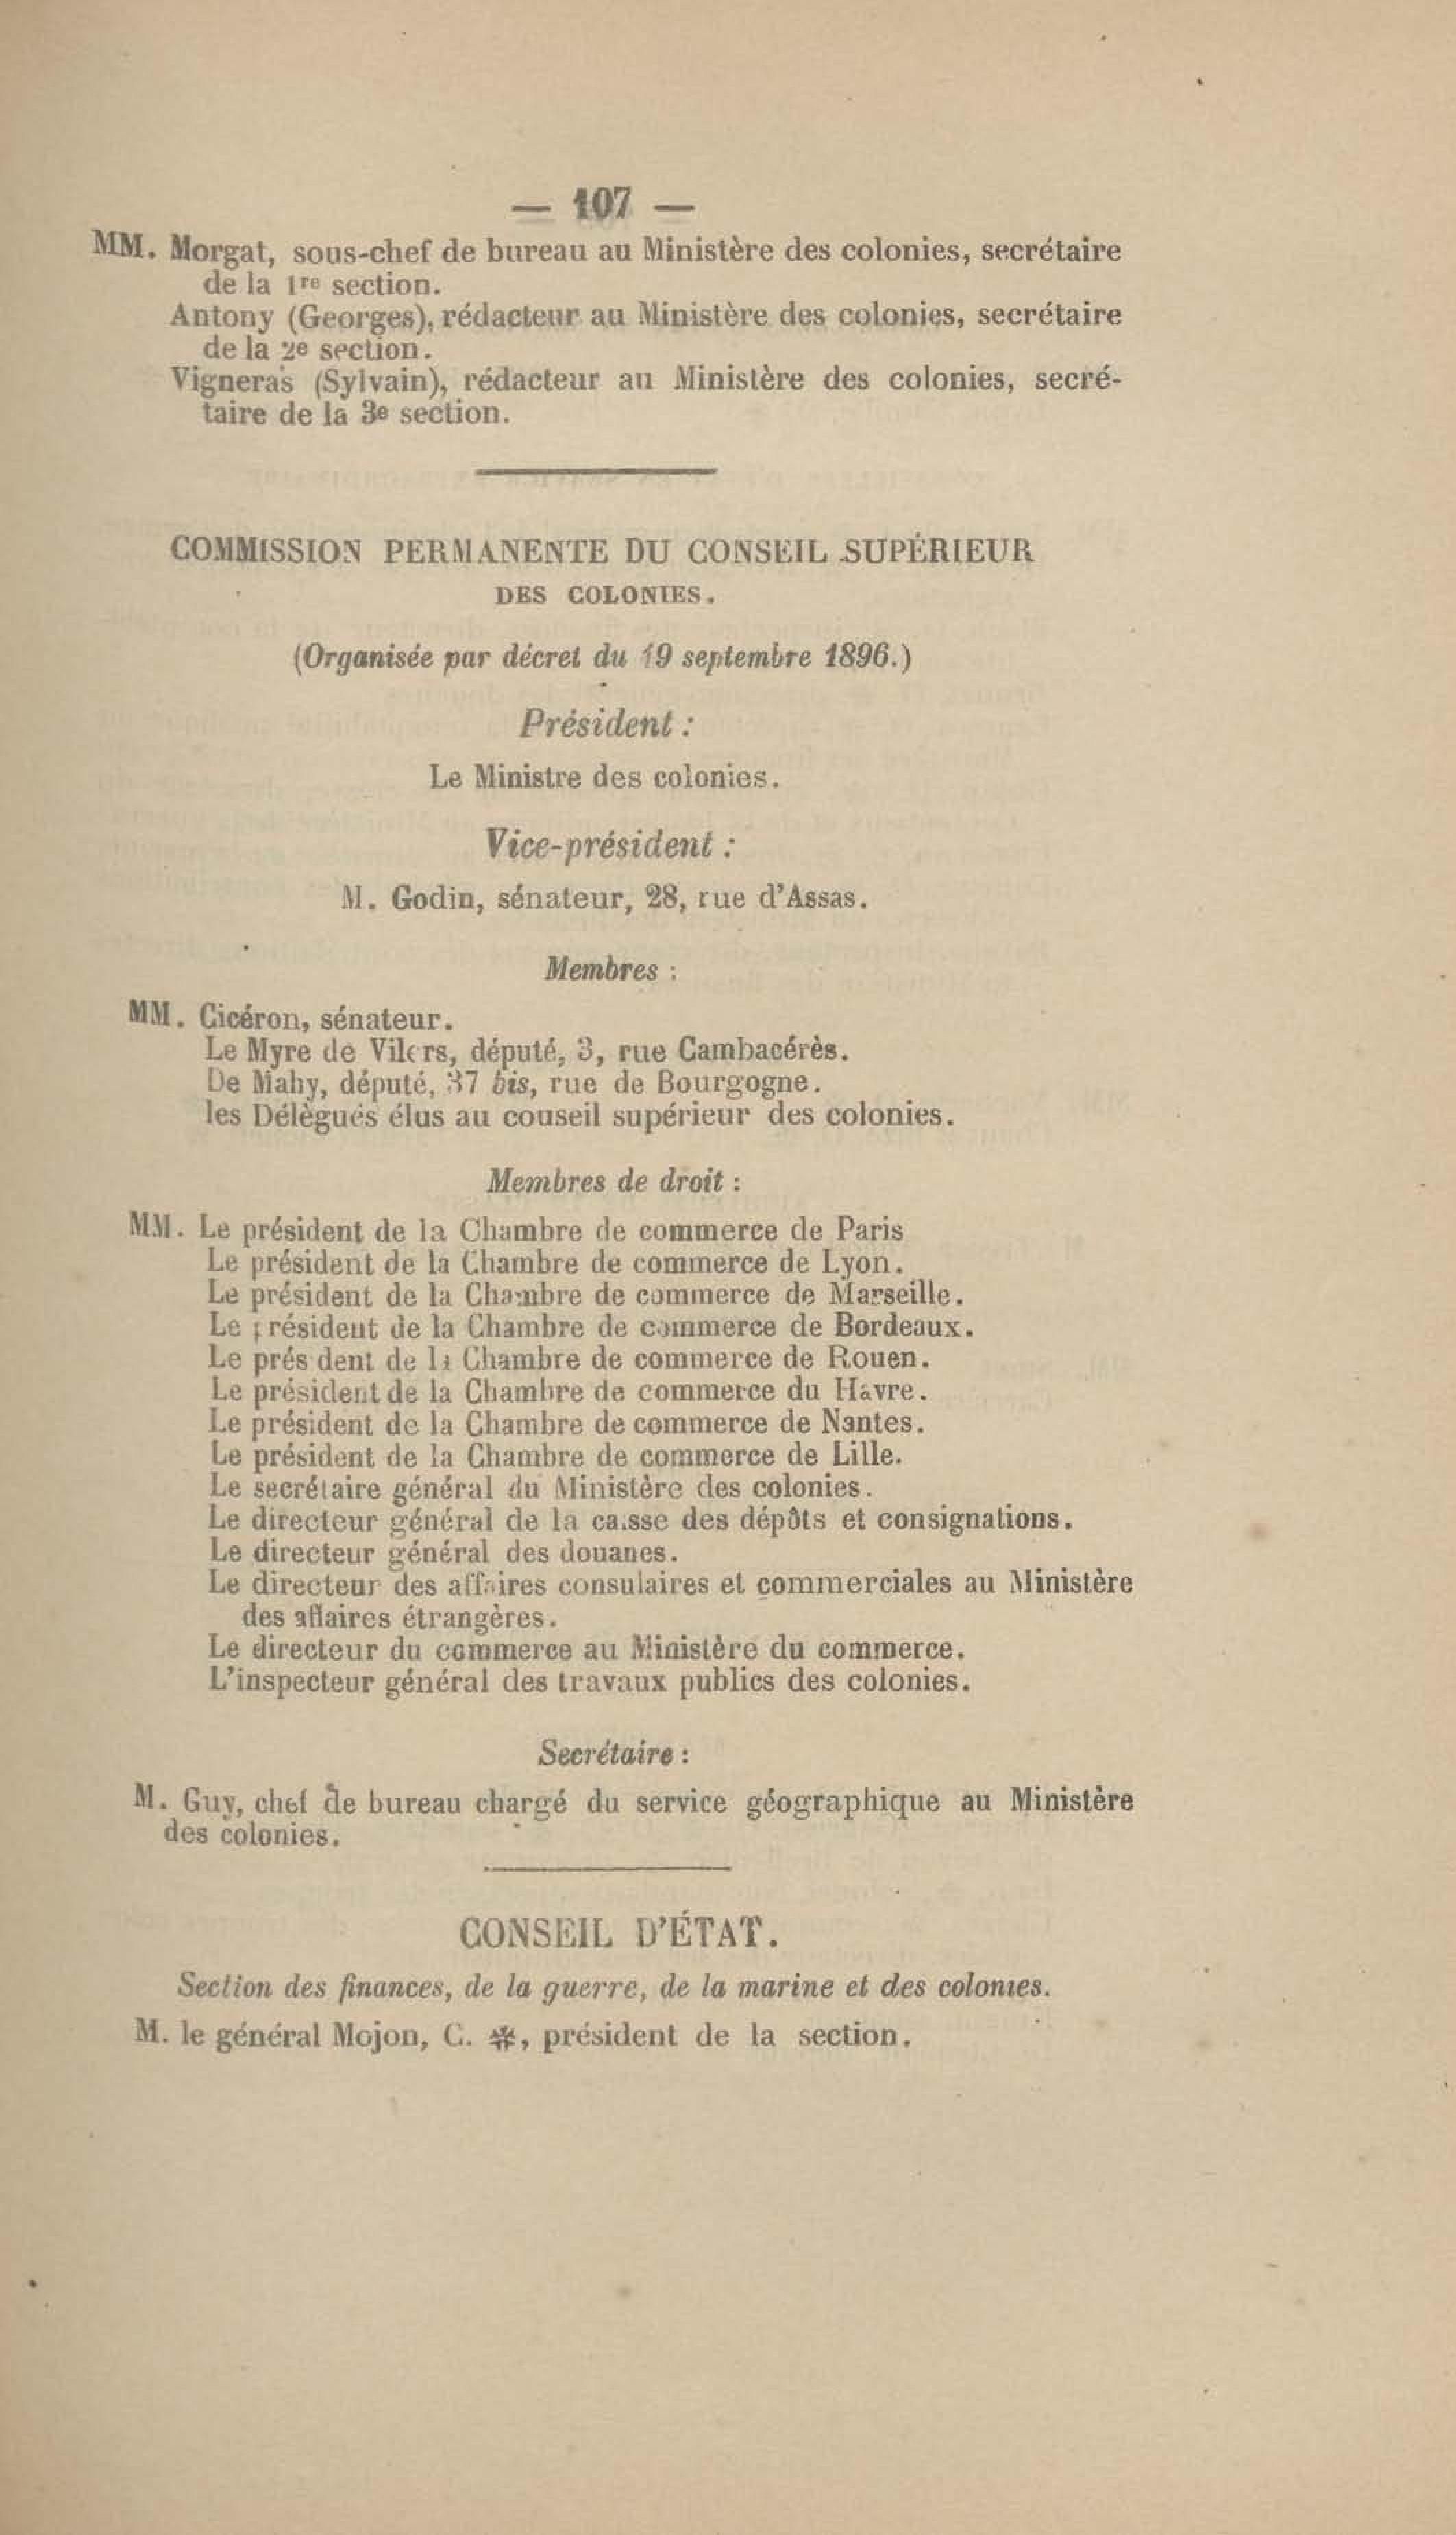 — 107 —
MM. Morgat, sous-chef de bureau au Ministère des colonies, secrétaire
de la 1re section.
Antony (Georges), rédacteur au Ministère des colonies, secrétaire
de la 2e section.
Vigneras (Sylvain), rédacteur au Ministère des colonies, secré-
taire de la 3e section.
COMMISSION PERMANENTE DU CONSEIL SUPÉRIEUR
DES COLONIES.
(Organisée par décret du 19 septembre 1896.)
Président :
Le Ministre des colonies.
Vice-président :
M. Godin, sénateur, 28, rue d'Assas.
Membres :
MM. Cicéron, sénateur.
Le Myre de Vilers, député, 3, rue Cambacérès.
De Mahy, député, 37 bis, rue de Bourgogne.
les Délègués élus au couseil supérieur des colonies.
Membres de droit :
MM. Le président de la Chambre de commerce de Paris
Le président de la Chambre de commerce de Lyon.
Le président de la Chambre de commerce de Marseille.
Le président de la Chambre de commerce de Bordeaux.
Le prés dent de la Chambre de commerce de Rouen.
Le président de la Chambre de commerce du Havre.
Le président de la Chambre de commerce de Nantes.
Le président de la Chambre de commerce de Lille.
Le secrétaire général du Ministère des colonies.
Le directeur général de la caisse des dépôts et consignations.
Le directeur général des douanes.
Le directeur des affaires consulaires et commerciales au Ministère
des affaires étrangères.
Le directeur du commerce au Ministère du commerce.
L'inspecteur général des travaux publics des colonies.
Secrétaire :
M. Guy, chef de bureau chargé du service géographique au Ministère
des colonies.
CONSEIL D'ÉTAT.
Section des finances, de la guerre, de la marine et des colonies.
M. le général Mojon, C. ✻, président de la section.